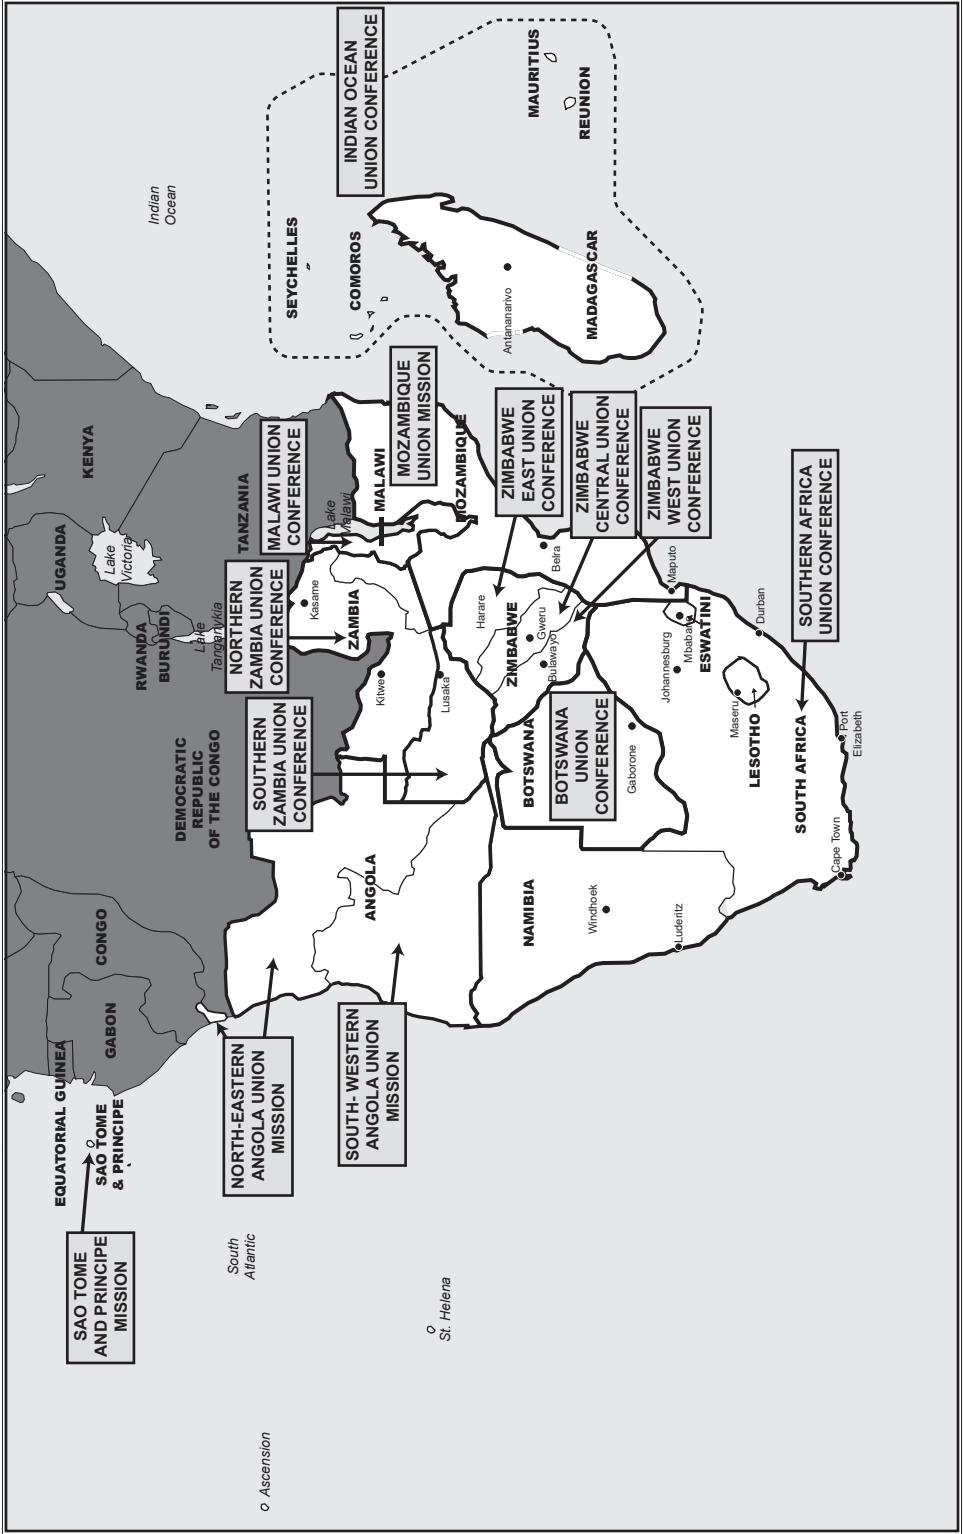 SAO TOME
AND PRINCIPE
MISSION
EQUATORIAL GUINEA
SAO TOME
& PRINCIPE
GABON
CONGO
DEMOCRATIC
REPUBLIC
OF THE CONGO
RWANDA
BURUNDI
UGANDA
KENYA
Lake
Victoria
Lake
Tanganyikia
TANZANIA
Indian
Ocean
Ascension
South
Atlantic
St. Helena
NORTH-EASTERN
ANGOLA UNION
MISSION
SOUTH- WESTERN
ANGOLA UNION
MISSION
ANGOLA
SOUTHERN
ZAMBIA UNION
CONFERENCE
NORTHERN
ZAMBIA UNION
CONFERENCE
MALAWI UNION
CONFERENCE
Lake
Malawi
Kasame
ZAMBIA
Kitwe
Lusaka
MALAWI
MOZAMBIQUE
UNION MISSION
MOZAMBIQUE
SEYCHELLES
COMOROS
INDIAN OCEAN
UNION CONFERENCE
MAURITIUS
REUNION
Antananarivo
MADAGASCAR
ZIMBABWE
EAST UNION
CONFERENCE
ZIMBABWE
CENTRAL UNION
CONFERENCE
ZIMBABWE
WEST UNION
CONFERENCE
Harare
ZIMBABWE
Gweru
Bulawayo
Beira
NAMIBIA
Windhoek
Luderitz
BOTSWANA
BOTSWANA
UNION
CONFERENCE
Gaborone
Johannesburg
Mbabane
Maputo
ESWATINI
Maseru
LESOTHO
Durban
SOUTH AFRICA
SOUTHERN AFRICA
UNION CONFERENCE
Cape Town
Port
Elizabeth